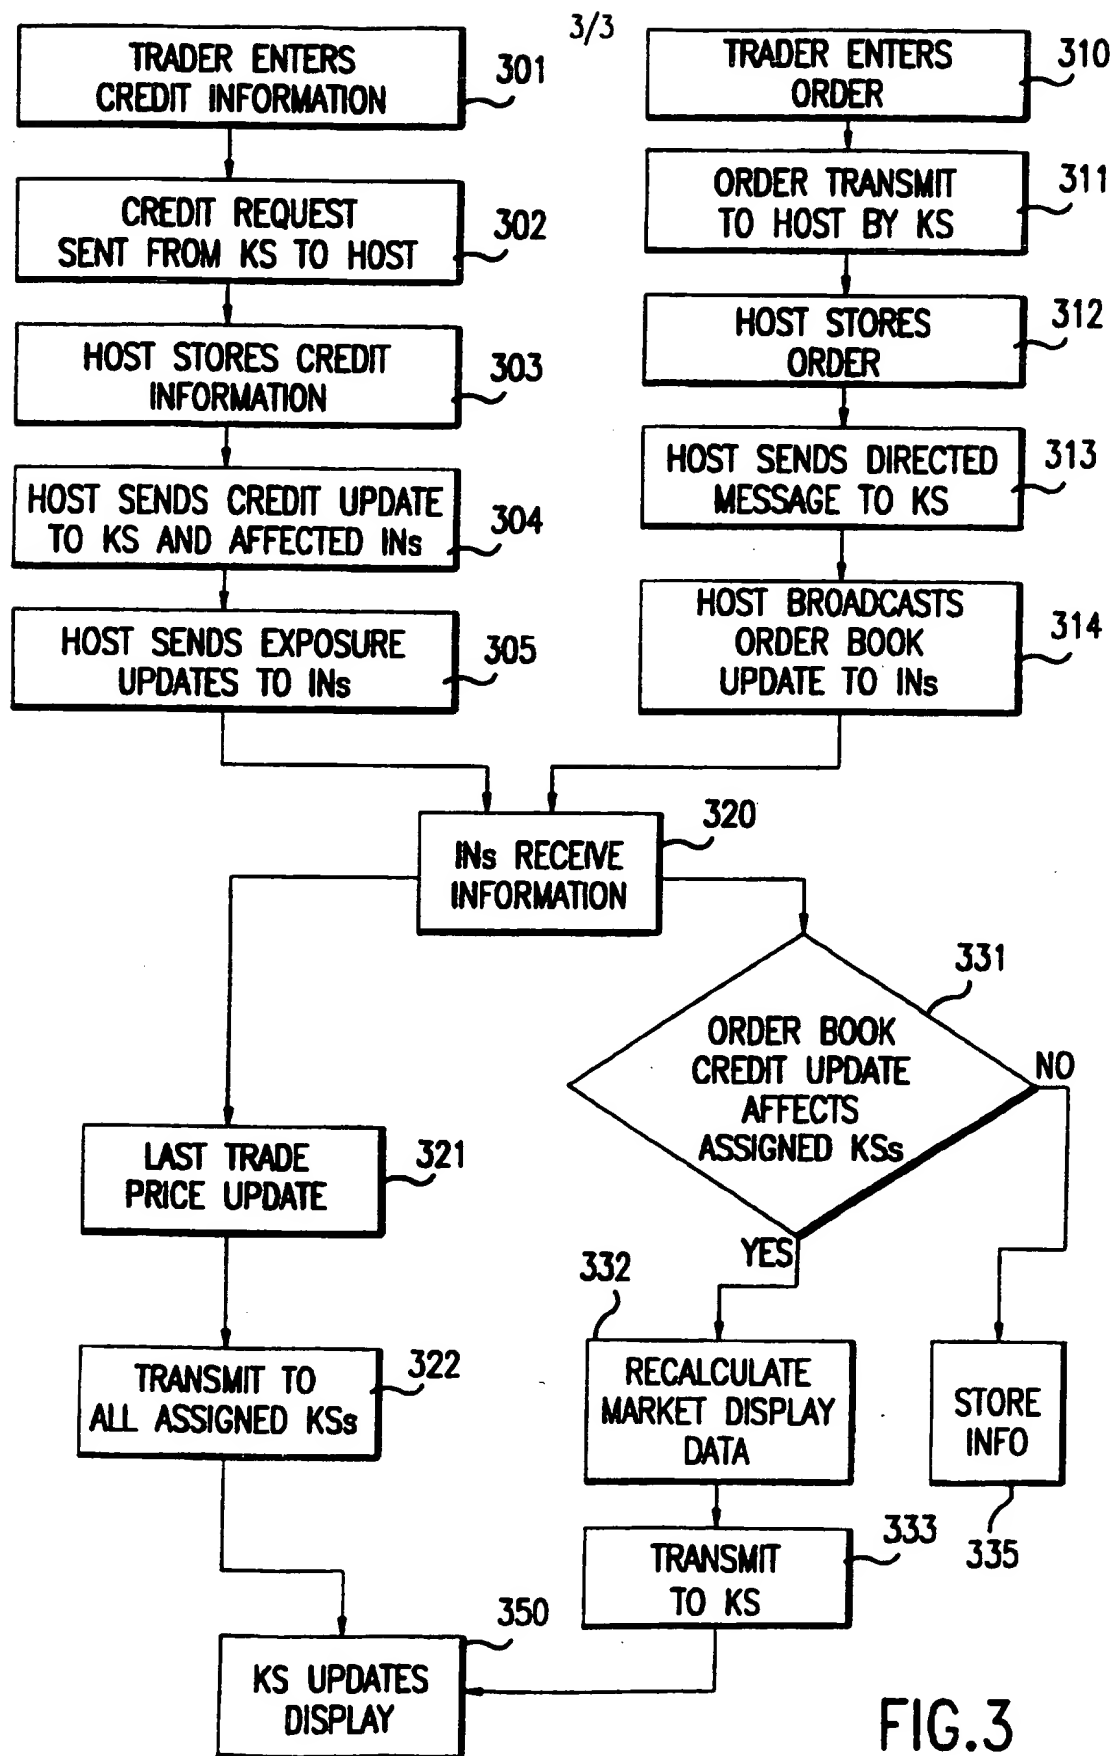 3/3
TRADER ENTERS
CREDIT INFORMATION
301
CREDIT REQUEST
SENT FROM KS TO HOST
302
HOST STORES CREDIT
INFORMATION
303
HOST SENDS CREDIT UPDATE
TO KS AND AFFECTED INs
304
HOST SENDS EXPOSURE
UPDATES TO INs
305
TRADER ENTERS
ORDER
310
ORDER TRANSMIT
TO HOST BY KS
311
HOST STORES
ORDER
312
HOST SENDS DIRECTED
MESSAGE TO KS
313
HOST BROADCASTS
ORDER BOOK
UPDATE TO INs
314
INs RECEIVE
INFORMATION
320
LAST TRADE
PRICE UPDATE
321
TRANSMIT TO
ALL ASSIGNED KSs
322
ORDER BOOK
CREDIT UPDATE
AFFECTS
ASSIGNED KSs
331
NO
YES
332
RECALCULATE
MARKET DISPLAY
DATA
STORE
INFO
335
TRANSMIT
TO KS
333
KS UPDATES
DISPLAY
350
FIG.3